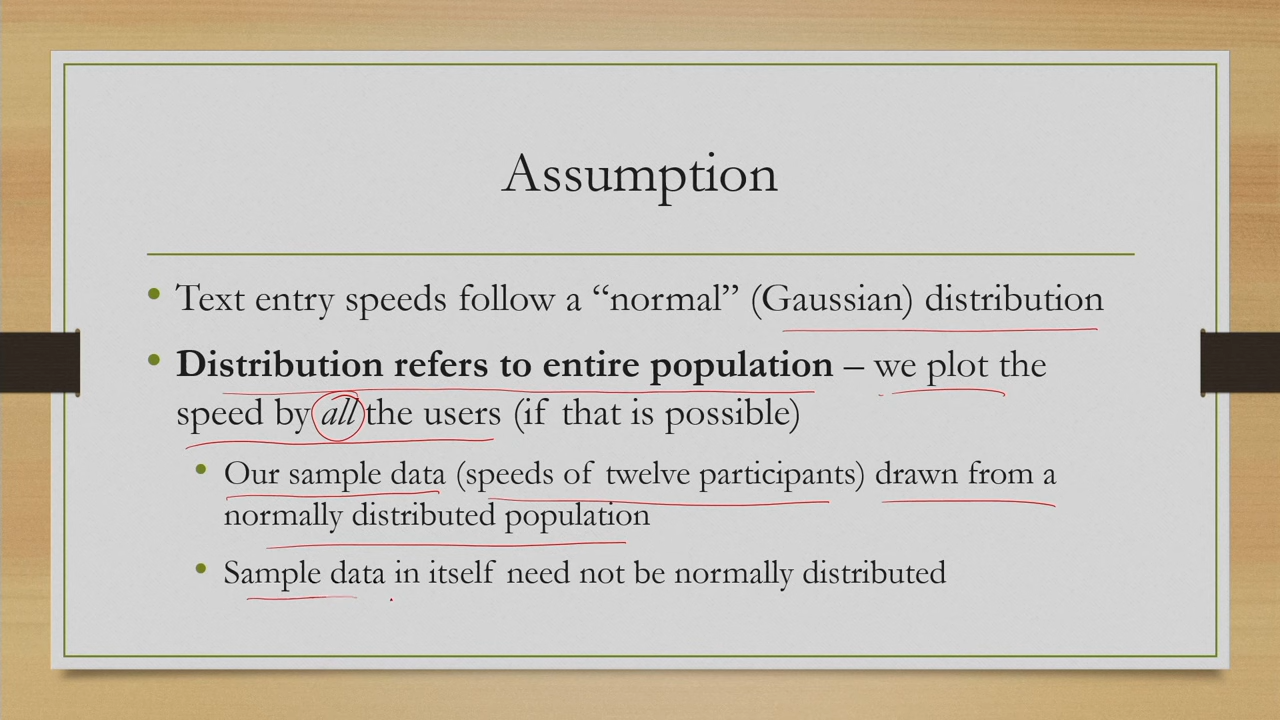 Assumption
• Text entry speeds follow a “normal” (Gaussian) distribution
• Distribution refers to entire population – we plot the
speed by all the users (if that is possible)
• Our sample data (speeds of twelve participants) drawn from a
normally distributed population
• Sample data in itself need not be normally distributed